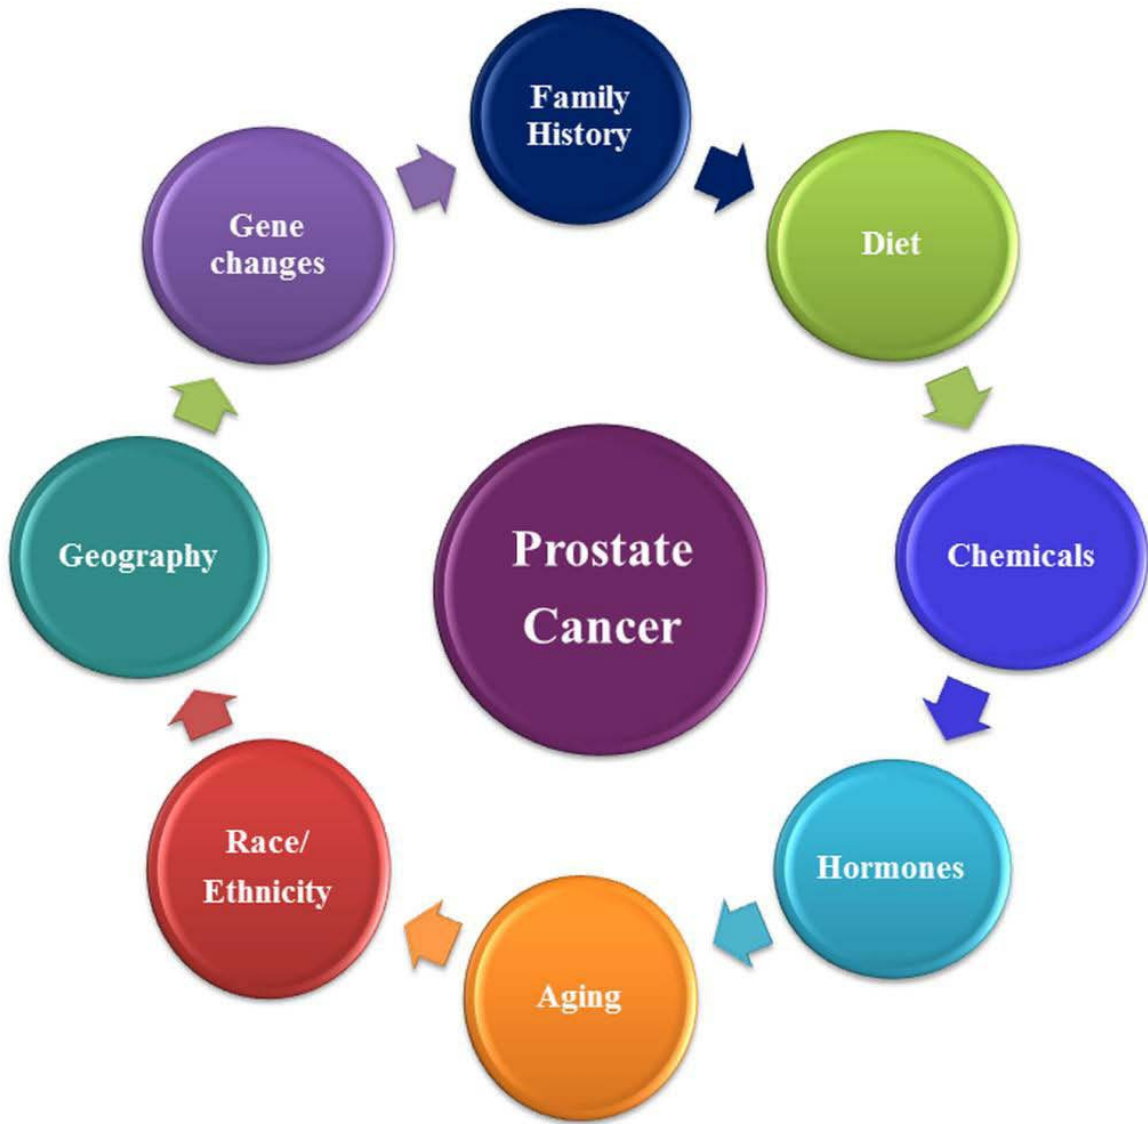 Family
History
Diet
Chemicals
Hormones
Aging
Race/
Ethnicity
Geography
Gene
changes
Prostate
Cancer